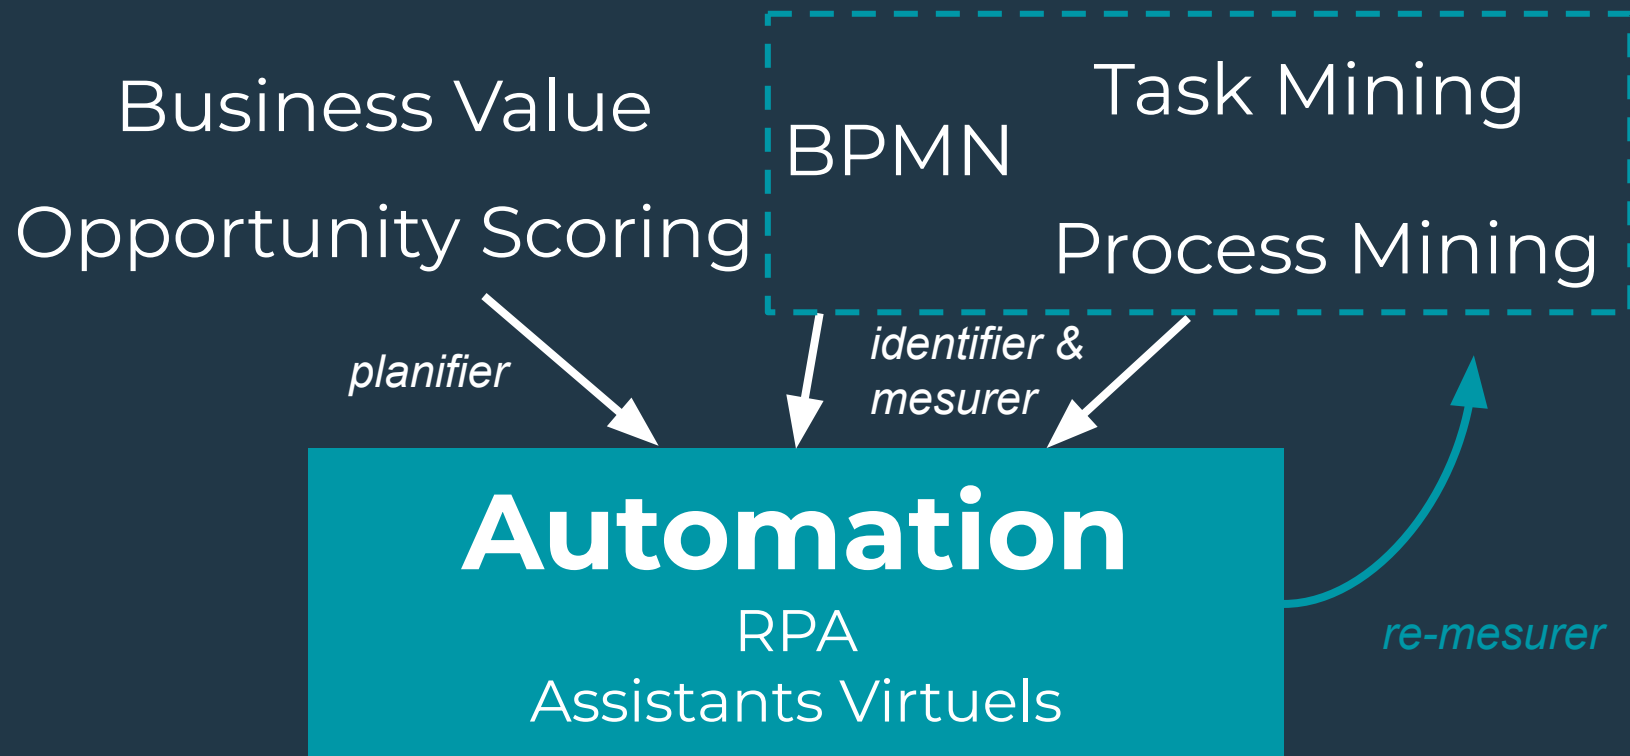 Business Value
Opportunity Scoring
BPMN
Task Mining
Process Mining
planifier
identifier &
mesurer
Automation
RPA
Assistants Virtuels
re-mesurer